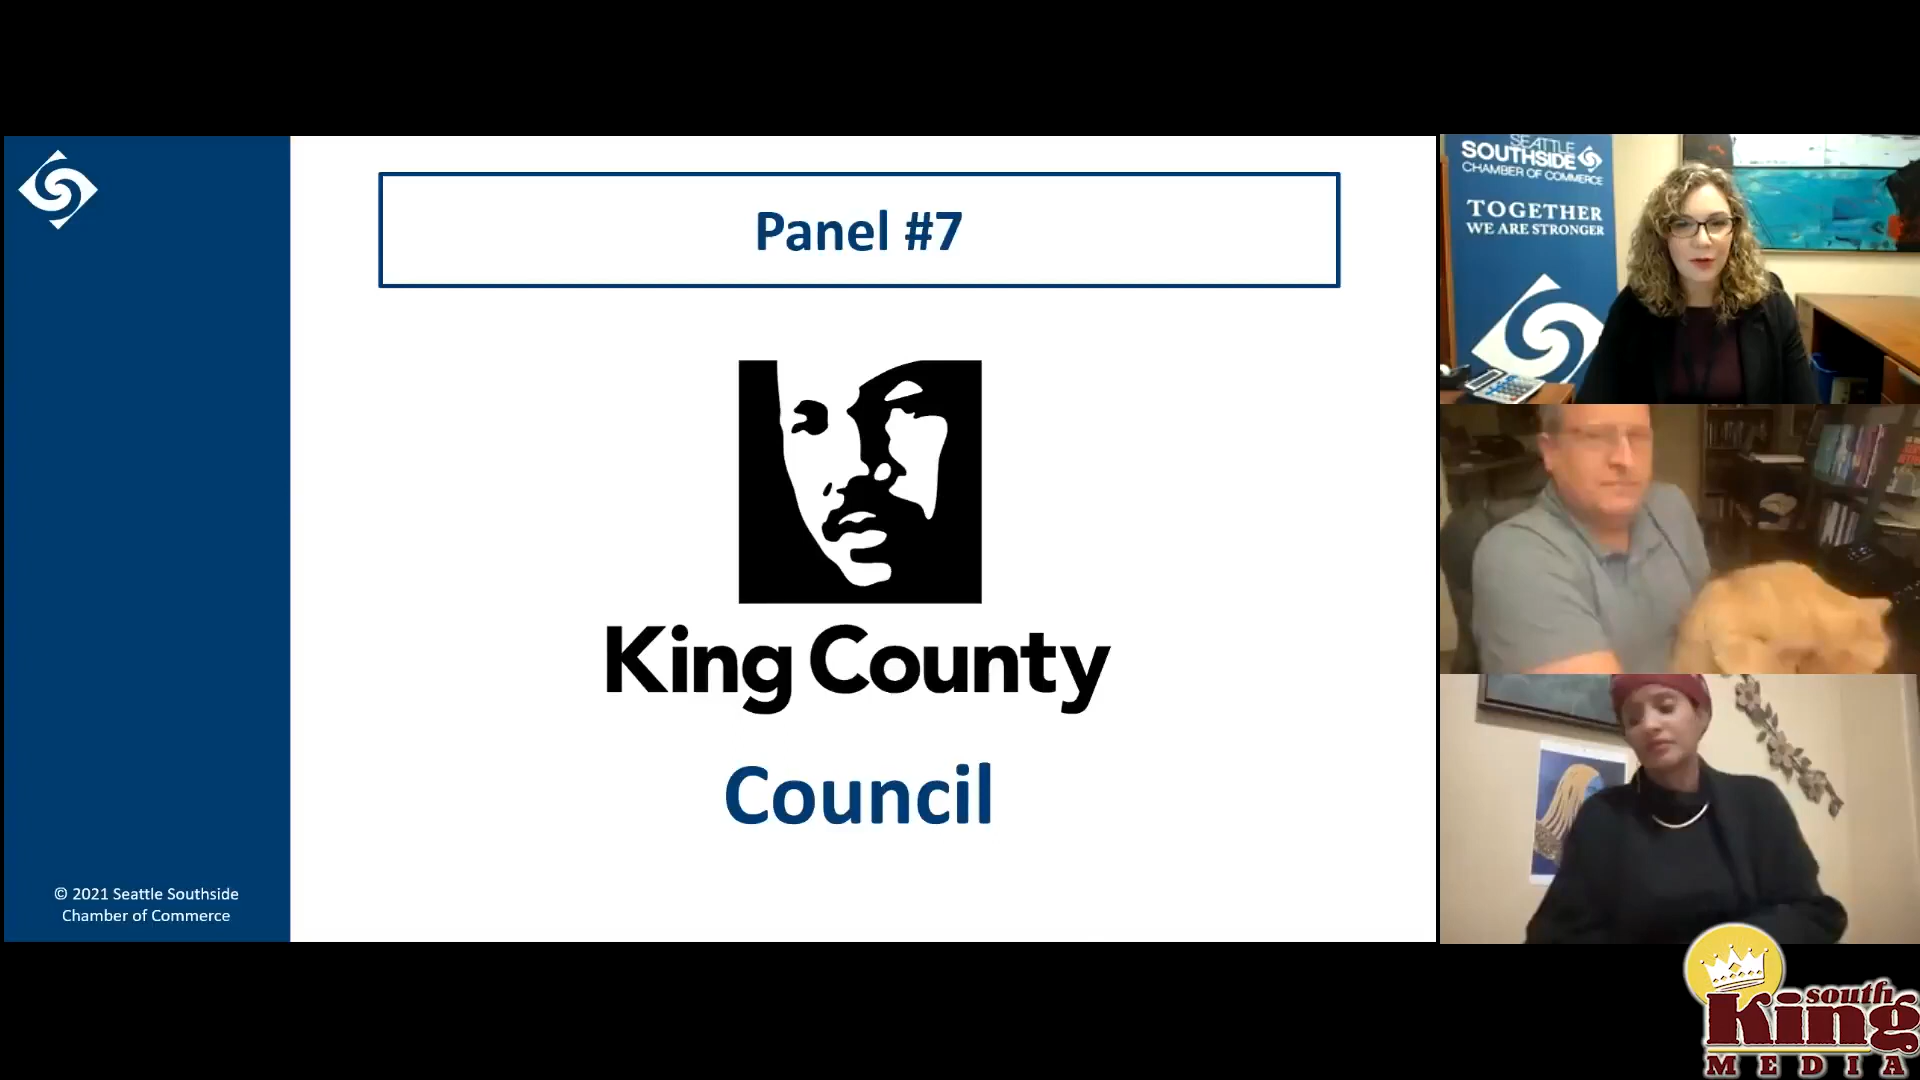 Panel #7
King County
Council
© 2021 Seattle Southside
Chamber of Commerce
SEATTLE
SOUTHSIDE
CHAMBER OF COMMERCE
TOGETHER
WE ARE STRONGER
south
King
MEDIA